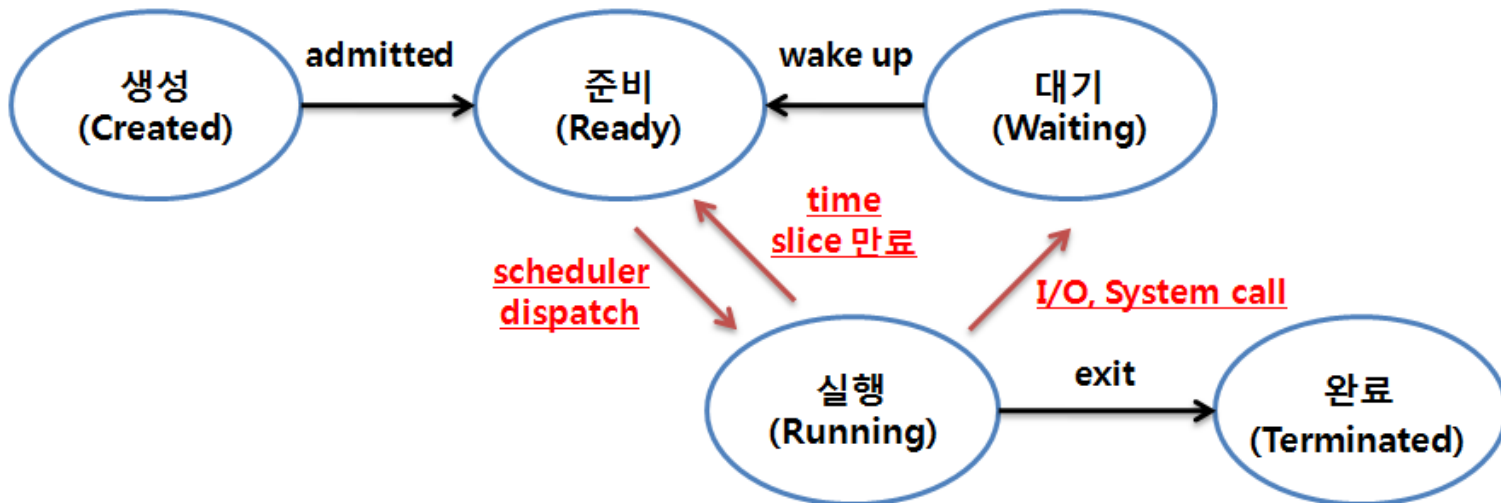 생성
(Created)
admitted
준비
(Ready)
wake up
대기
(Waiting)
scheduler
dispatch
time
slice 만료
I/O, System call
실행
(Running)
exit
완료
(Terminated)